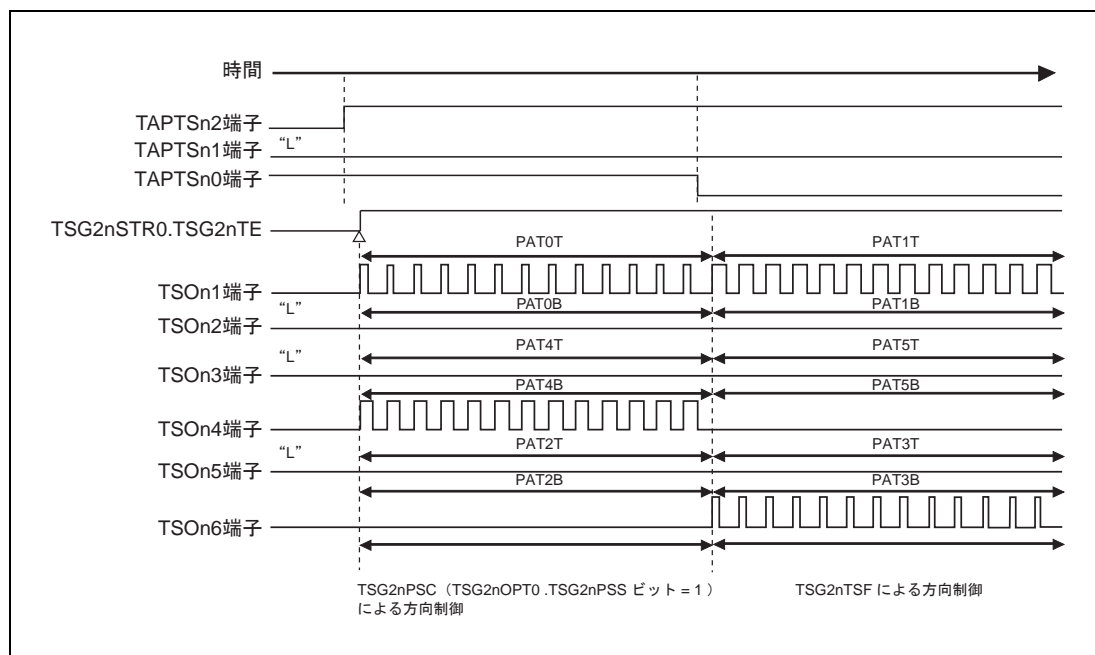 時間
TAPTSn2端子
“L”
TAPTSn1端子
TAPTSn0端子
TSG2nSTR0.TSG2nTE
PAT0T PAT1T
TSOn1端子
“L”
PAT0B PAT1B
TSOn2端子
“L”
PAT4T PAT5T
TSOn3端子
PAT4B PAT5B
TSOn4端子
“L”
PAT2T PAT3T
TSOn5端子
PAT2B PAT3B
TSOn6端子
TSG2nPSC（TSG2nOPT0 .TSG2nPSS ビット = 1 ） TSG2nTSF による方向制御
による方向制御